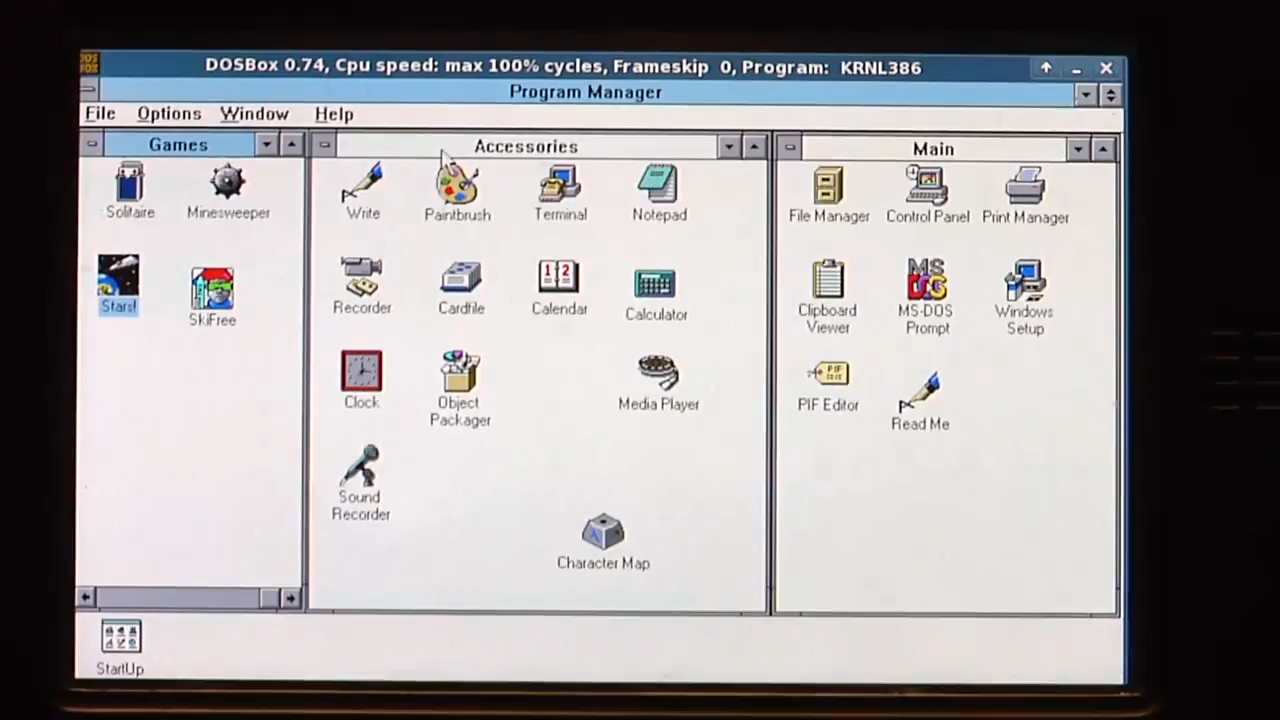 DOSBox 0.74, Cpu speed: max 100% cycles, Frameskip 0, Program: KRNL386
Program Manager
File Options Window Help
Games
Solitaire Minesweeper
Stars!
SkiFree
Accessories
Write Paintbrush Terminal Notepad
Recorder Cardfile Calendar Calculator
Clock
Object
Packager
Media Player
Sound
Recorder
Character Map
Main
File Manager Control Panel Print Manager
Clipboard
Viewer
MS
DOS
MS-DOS
Prompt
Windows
Setup
PIF
PIF Editor
Read Me
StartUp